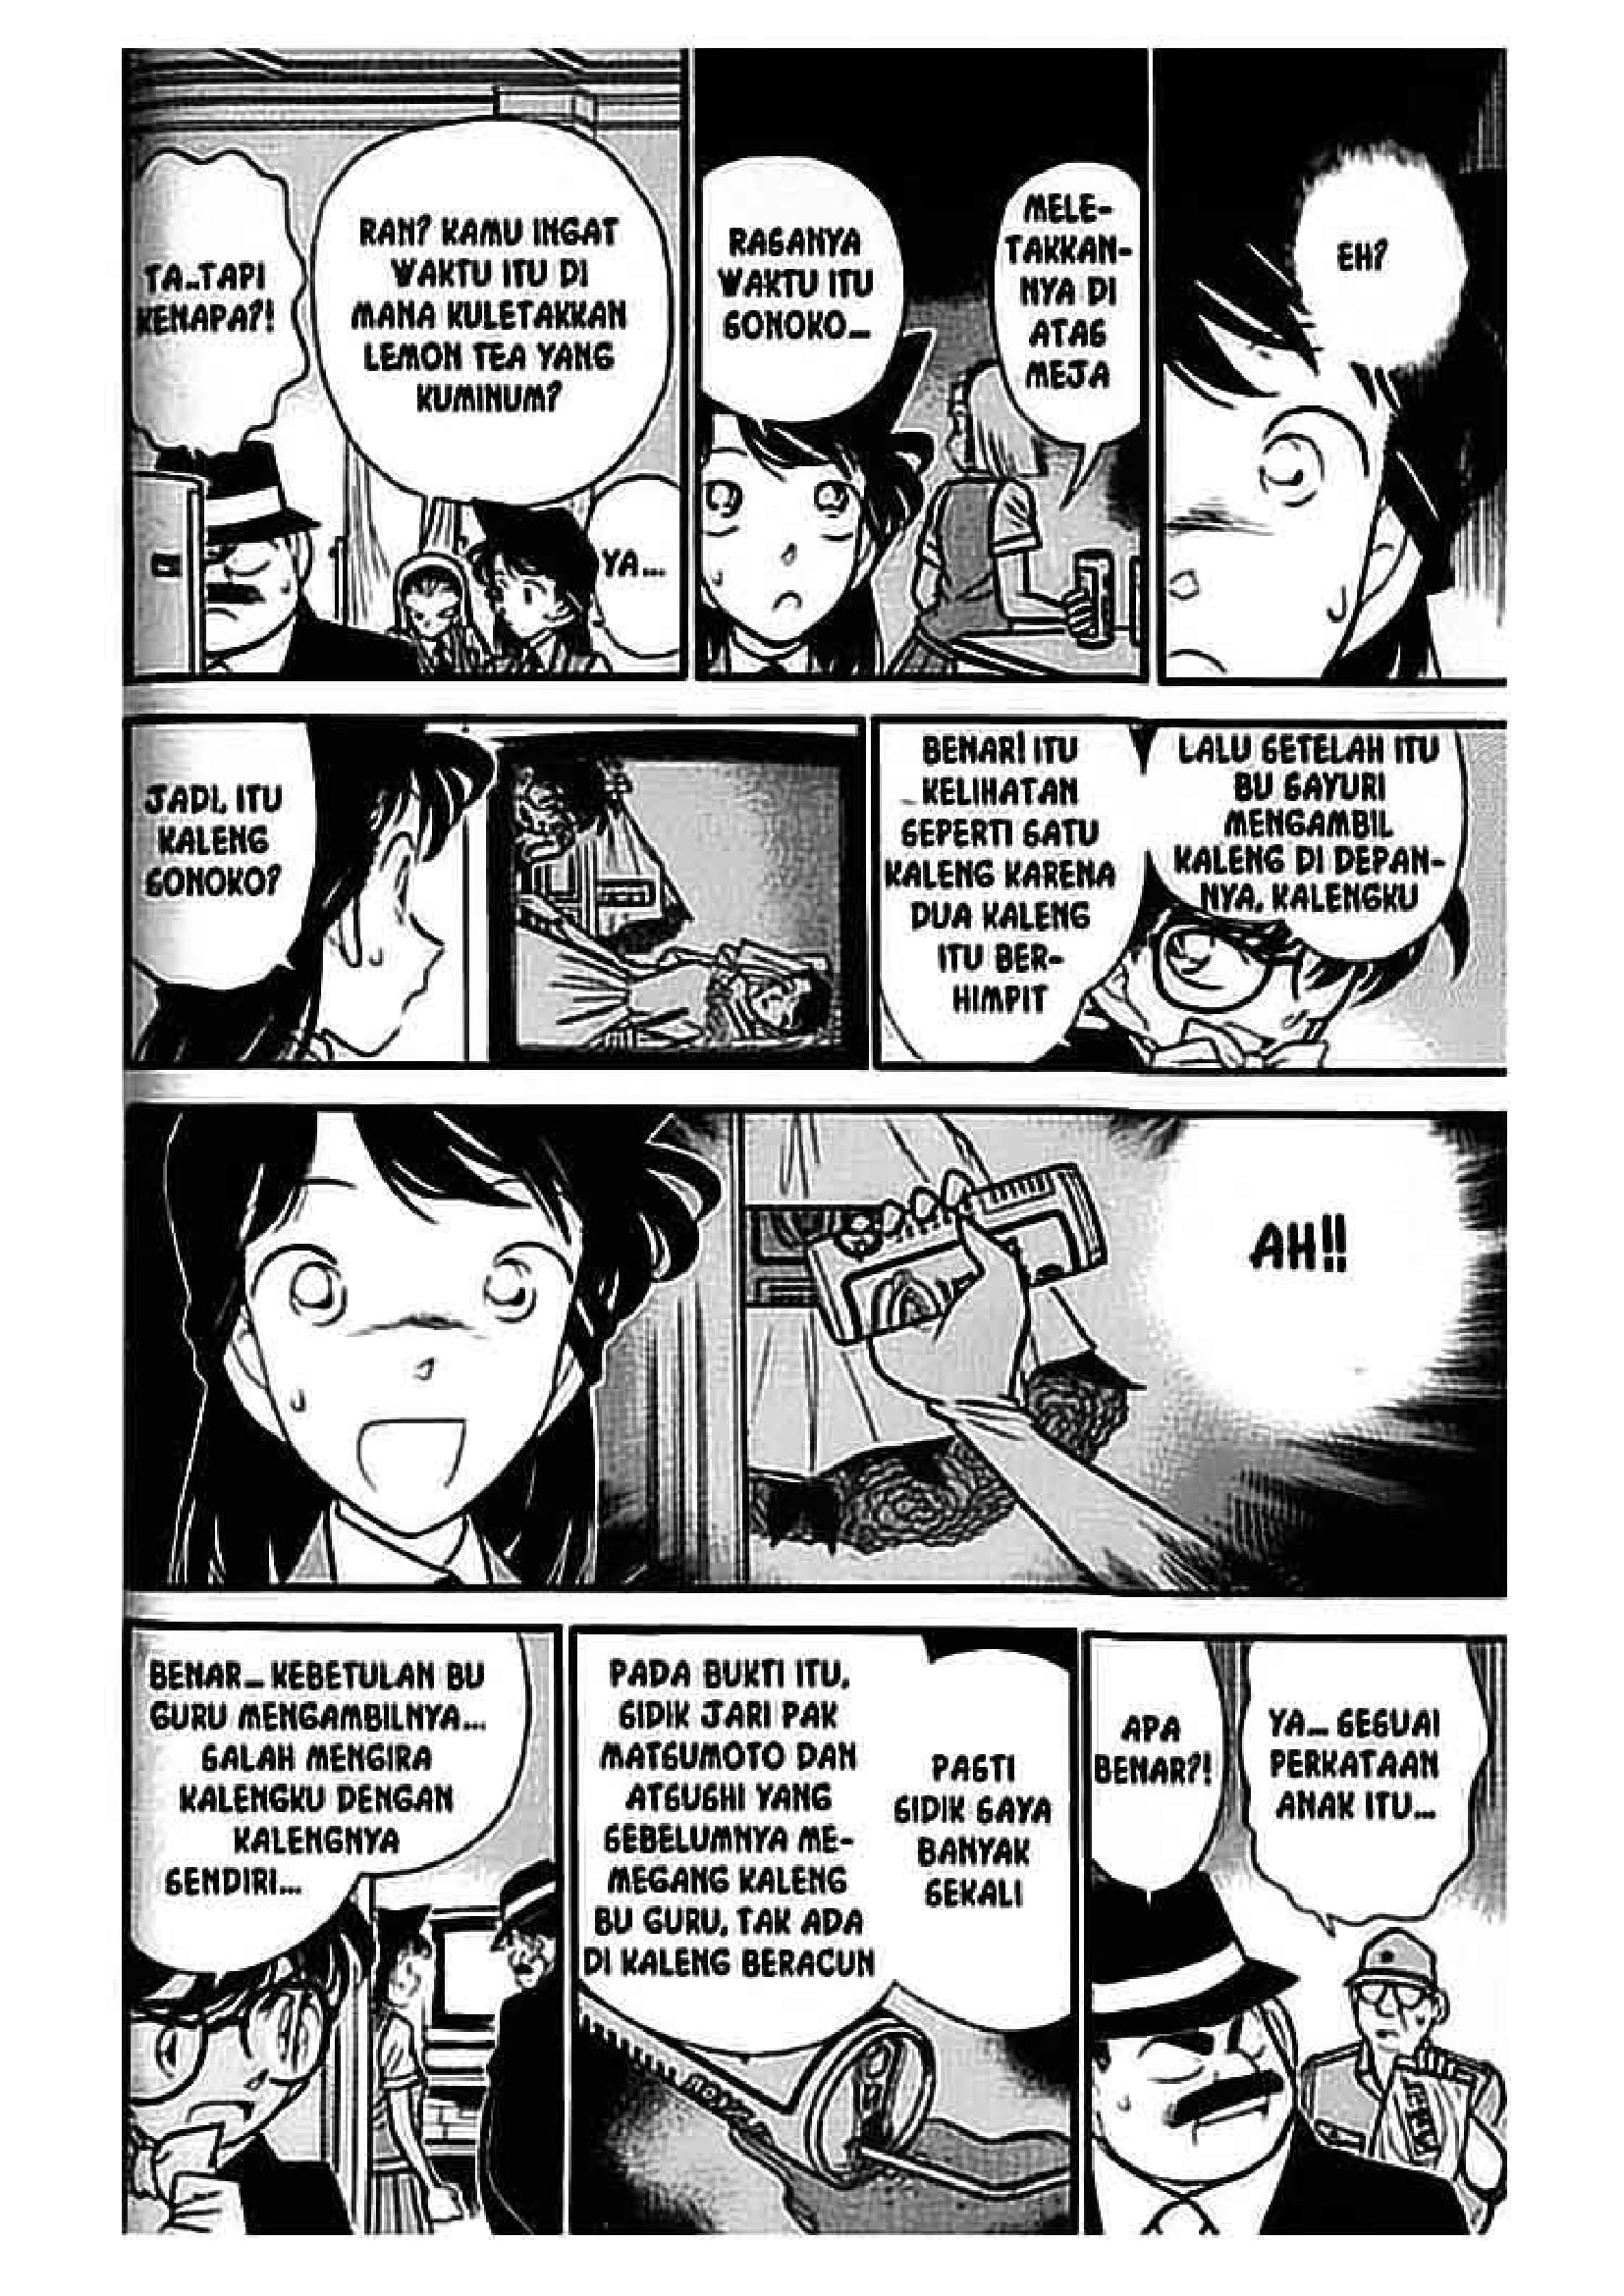 TA..TAPI
KENAPA?!
RAN? KAMU INGAT
WAKTU ITU DI
MANA KULETAKKAN
LEMON TEA YANG
KUMINUM?
YA...
RASANYA
WAKTU ITU
SONOKO...
MELE-
TAKKAN-
NYA DI
ATAS
MEJA
EH?
JADI, ITU
KALENG
SONOKO?
BENAR! ITU
KELIHATAN
SEPERTI SATU
KALENG KARENA
DUA KALENG
ITU BER-
HIMPIT
LALU SETELAH ITU
BU SAYURI
MENGAMBIL
KALENG DI DEPAN-
NYA, KALENGKU
AH!!
BENAR... KEBETULAN BU
GURU MENGAMBILNYA...
SALAH MENGIRA
KALENGKU DENGAN
KALENGNYA
SENDIRI...
PADA BUKTI ITU,
SIDIK JARI PAK
MATSUMOTO DAN
ATSUSHI YANG
SEBELUMNYA ME-
MEGANG KALENG
BU GURU, TAK ADA
DI KALENG BERACUN
PASTI
SIDIK SAYA
BANYAK
SEKALI
APA
BENAR?!
YA... SESUAI
PERKATAAN
ANAK ITU...